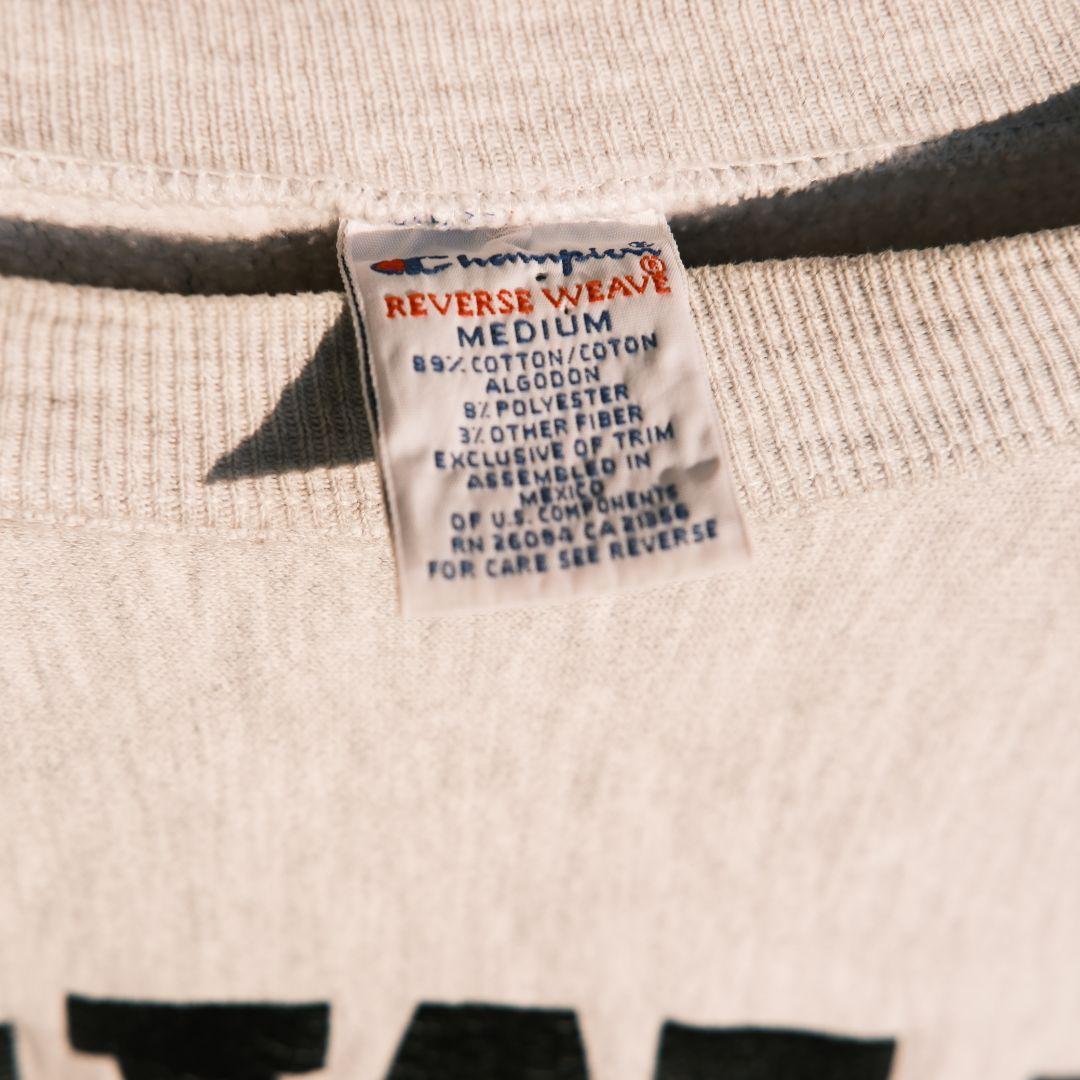 Champion
REVERSE WEAVE®
MEDIUM
89% COTTON/COTON
ALGODON
8% POLYESTER
3% OTHER FIBER
EXCLUSIVE OF TRIM
ASSEMBLED IN
MEXICO
OF U.S. COMPONENTS
RN 26094 CA 21366
FOR CARE SEE REVERSE